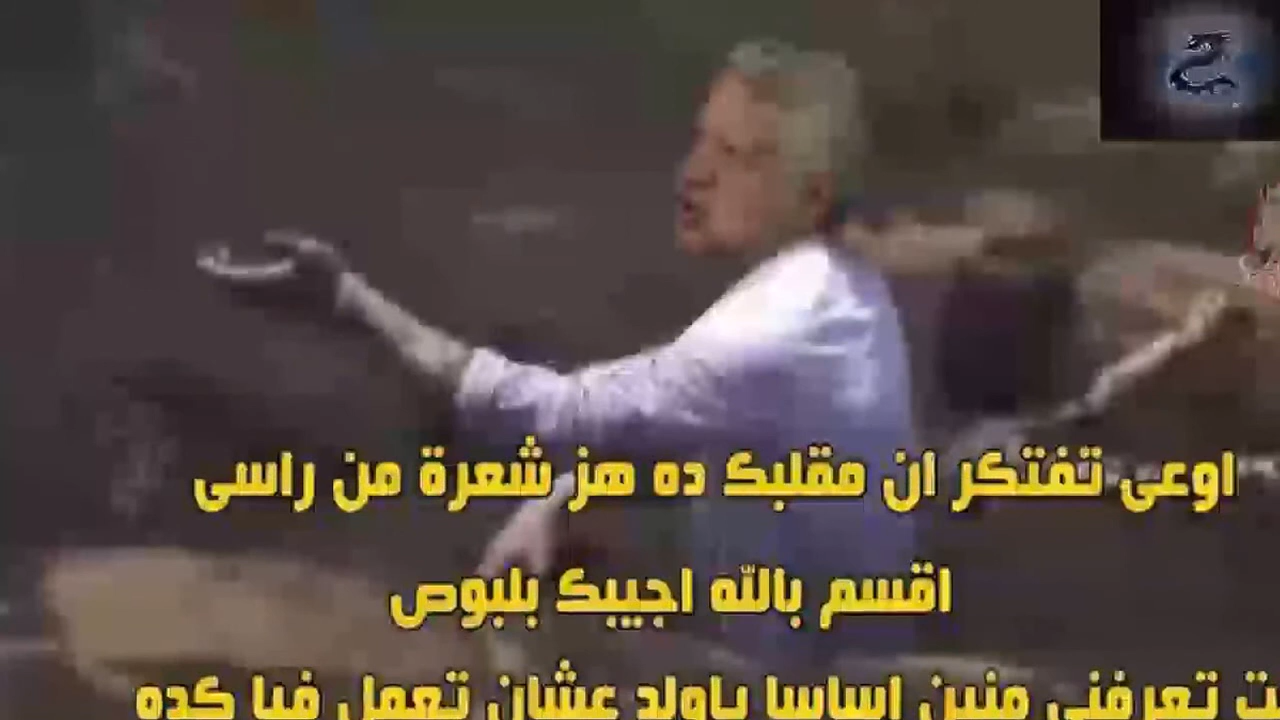 اوعى تفتكر ان مقلبك ده هز شعرة من راسى
اقسم بالله اجيبك بلبوص
تعرفنى منين اساسا ياولد عشان تعمل فيا كده